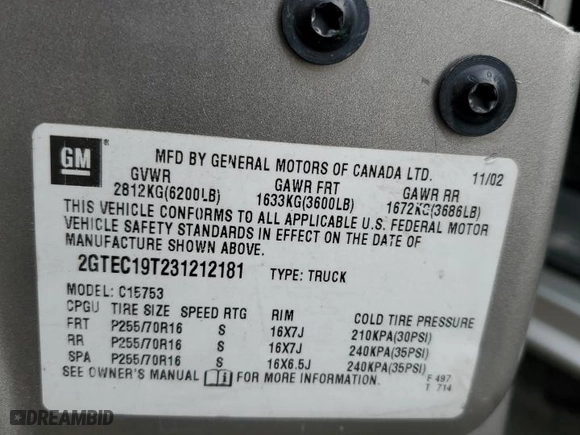 GM ®
MFD BY GENERAL MOTORS OF CANADA LTD. 11/02
GVWR GAWR FRT GAWR RR
2812KG(6200LB) 1633KG(3600LB) 1672KG(3686LB)
THIS VEHICLE CONFORMS TO ALL APPLICABLE U.S. FEDERAL MOTOR
VEHICLE SAFETY STANDARDS IN EFFECT ON THE DATE OF
MANUFACTURE SHOWN ABOVE.
2GTEC19T231212181 TYPE: TRUCK
MODEL: C15753
CPGU TIRE SIZE SPEED RTG RIM COLD TIRE PRESSURE
FRT P255/70R16 S 16X7J 210KPA(30PSI)
RR P255/70R16 S 16X7J 240KPA(35PSI)
SPA P255/70R16 S 16X6.5J 240KPA(35PSI)
SEE OWNER'S MANUAL FOR MORE INFORMATION.
F 497
T 714
DREAMBID